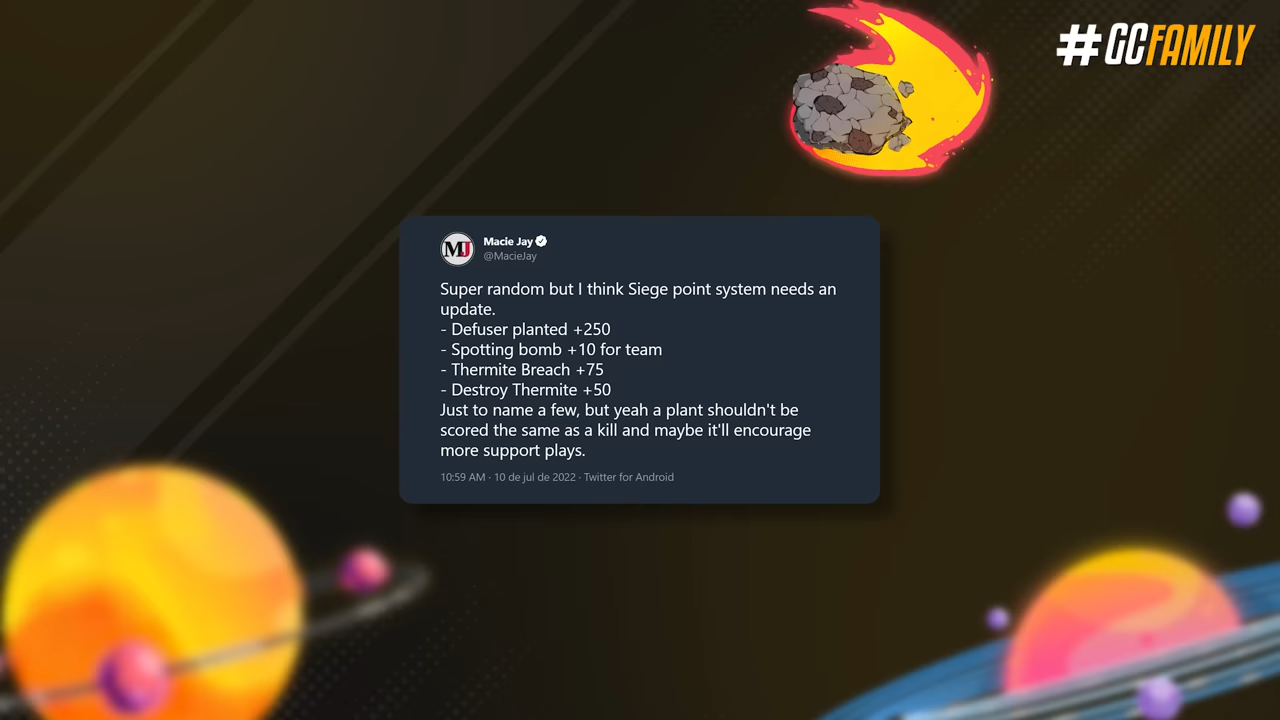 #GCFAMILY
MJ
Macie Jay
@MacieJay
Super random but I think Siege point system needs an
update.
- Defuser planted +250
- Spotting bomb +10 for team
- Thermite Breach +75
- Destroy Thermite +50
Just to name a few, but yeah a plant shouldn't be
scored the same as a kill and maybe it'll encourage
more support plays.
10:59 AM · 10 de jul de 2022 · Twitter for Android